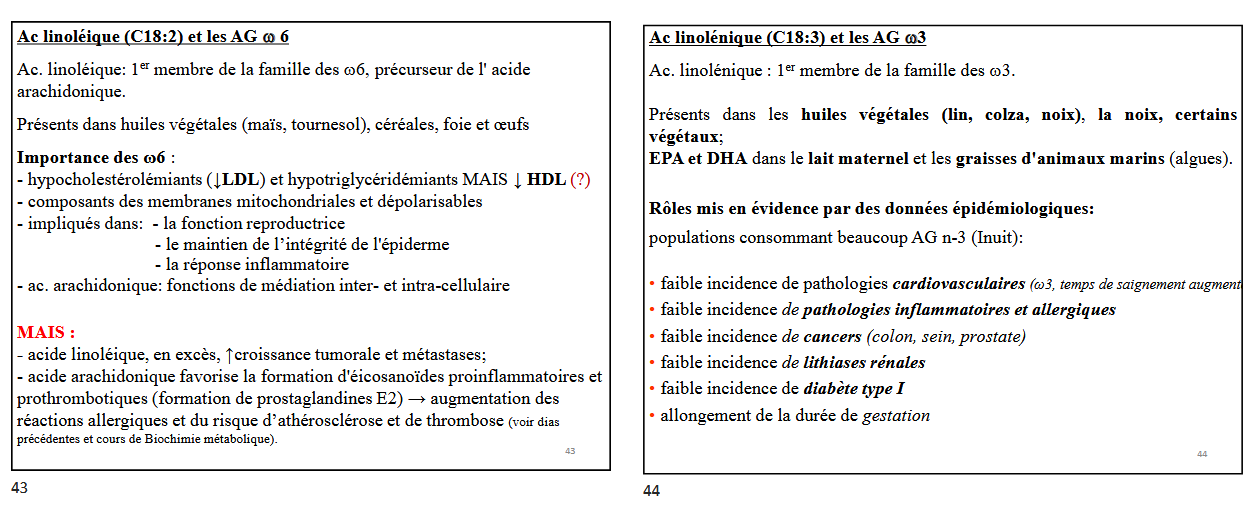 Ac linoléique (C18:2) et les AG ω 6
Ac. linoléique: 1er membre de la famille des ω6, précurseur de l' acide
arachidonique.
Présents dans huiles végétales (maïs, tournesol), céréales, foie et œufs
Importance des ω6 :
- hypocholestérolémiants (↓LDL) et hypotriglycéridémiants MAIS ↓ HDL (?)
- composants des membranes mitochondriales et dépolarisables
- impliqués dans: - la fonction reproductrice
- le maintien de l’intégrité de l'épiderme
- la réponse inflammatoire
- ac. arachidonique: fonctions de médiation inter- et intra-cellulaire
MAIS :
- acide linoléique, en excès, ↑croissance tumorale et métastases;
- acide arachidonique favorise la formation d'éicosanoïdes proinflammatoires et
prothrombotiques (formation de prostaglandines E2) → augmentation des
réactions allergiques et du risque d’athérosclérose et de thrombose (voir dias
précédentes et cours de Biochimie métabolique).
43
43
Ac linolénique (C18:3) et les AG ω3
Ac. linolénique : 1er membre de la famille des ω3.
Présents dans les huiles végétales (lin, colza, noix), la noix, certains
végétaux;
EPA et DHA dans le lait maternel et les graisses d'animaux marins (algues).
Rôles mis en évidence par des données épidémiologiques:
populations consommant beaucoup AG n-3 (Inuit):
• faible incidence de pathologies cardiovasculaires (ω3, temps de saignement augment
• faible incidence de pathologies inflammatoires et allergiques
• faible incidence de cancers (colon, sein, prostate)
• faible incidence de lithiases rénales
• faible incidence de diabète type I
• allongement de la durée de gestation
44
44